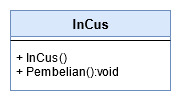 InCus
+ InCus()
+ Pembelian():void